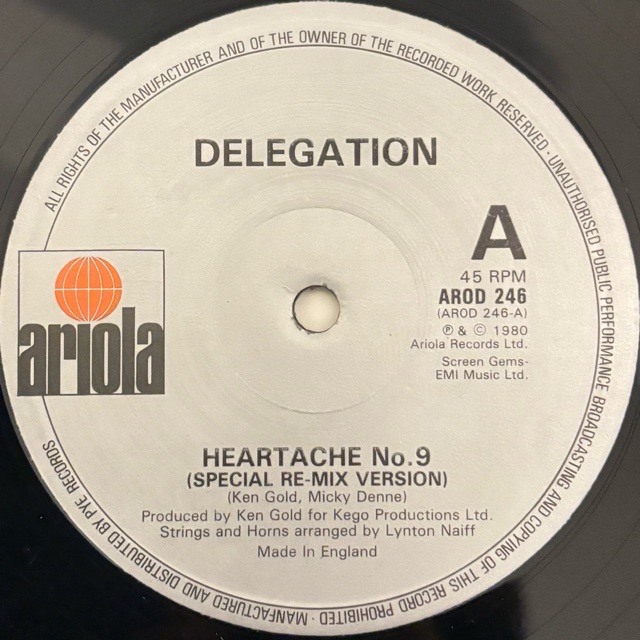 ALL RIGHTS OF THE MANUFACTURER AND OF THE OWNER OF THE RECORDED WORK RESERVED · UNAUTHORISED PUBLIC PERFORMANCE BROADCASTING AND COPYING OF THIS RECORD PROHIBITED · MANFACTURED AND DISTRIBUTED BY PYE RECORDS
DELEGATION
A
45 RPM
AROD 246
(AROD 246-A)
℗ & © 1980
Ariola Records Ltd.
Screen Gems-
EMI Music Ltd.
ariola
HEARTACHE No.9
(SPECIAL RE-MIX VERSION)
(Ken Gold, Micky Denne)
Produced by Ken Gold for Kego Productions Ltd.
Strings and Horns arranged by Lynton Naiff
Made In England